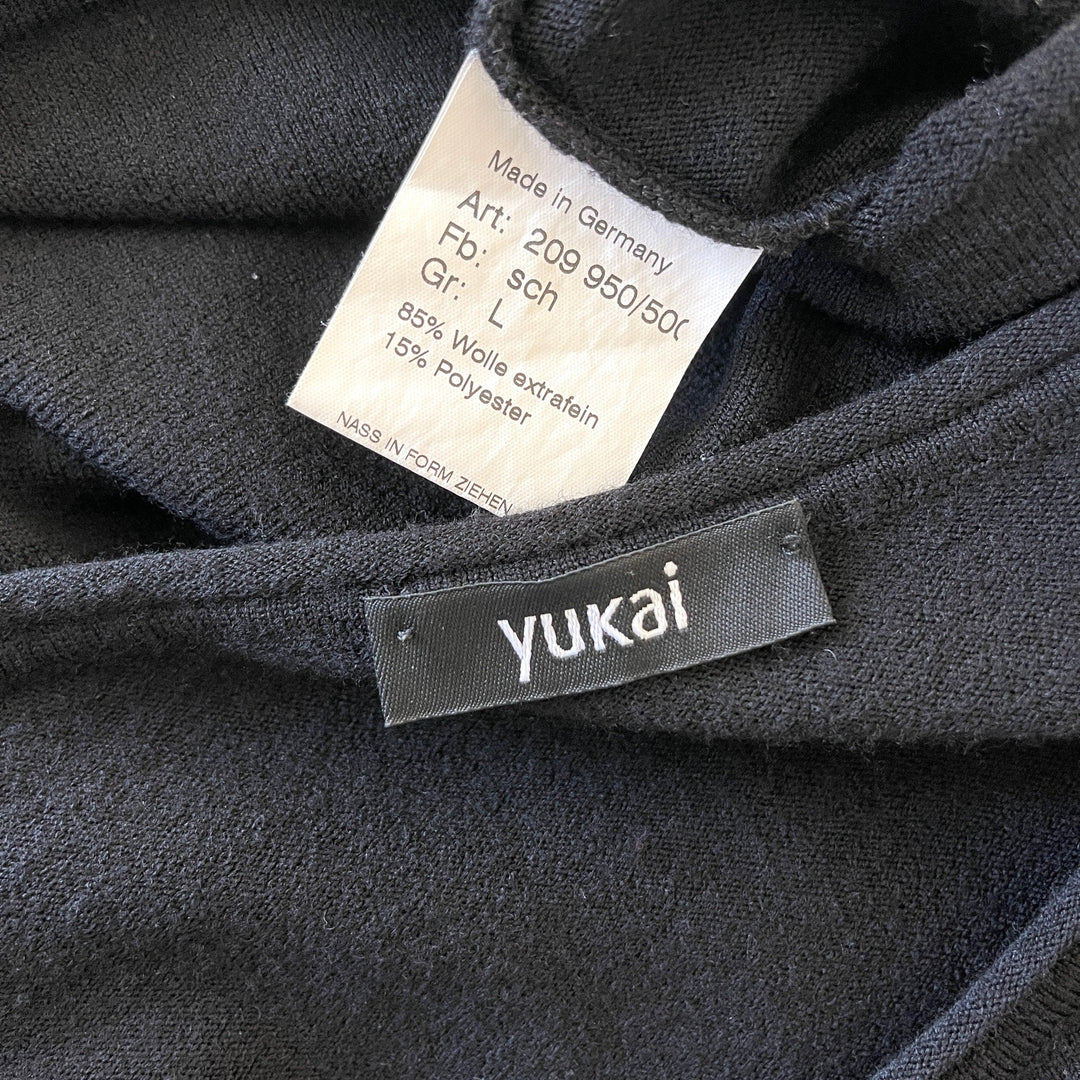 Made in Germany
Art: 209 950/500
Fb: sch
Gr: L
85% Wolle extrafein
15% Polyester
NASS IN FORM ZIEHEN
yukai